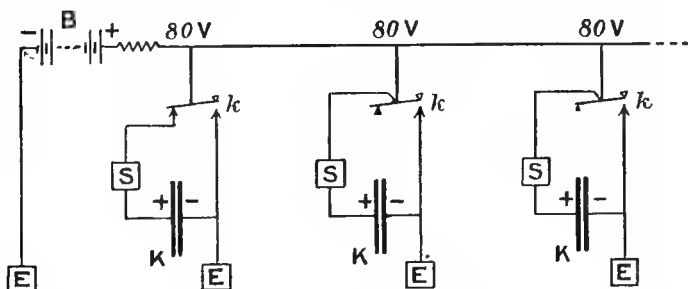 B
- + 80 V 80 V 80 V
k k k
S S S
+ - + - + -
K K K
E E E E